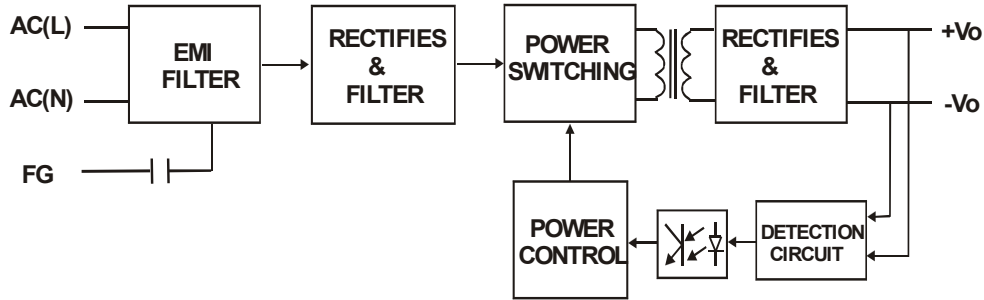 AC(L)
AC(N)
FG
EMI
FILTER
RECTIFIES
&
FILTER
POWER
SWITCHING
RECTIFIES
&
FILTER
+Vo
-Vo
POWER
CONTROL
DETECTION
CIRCUIT